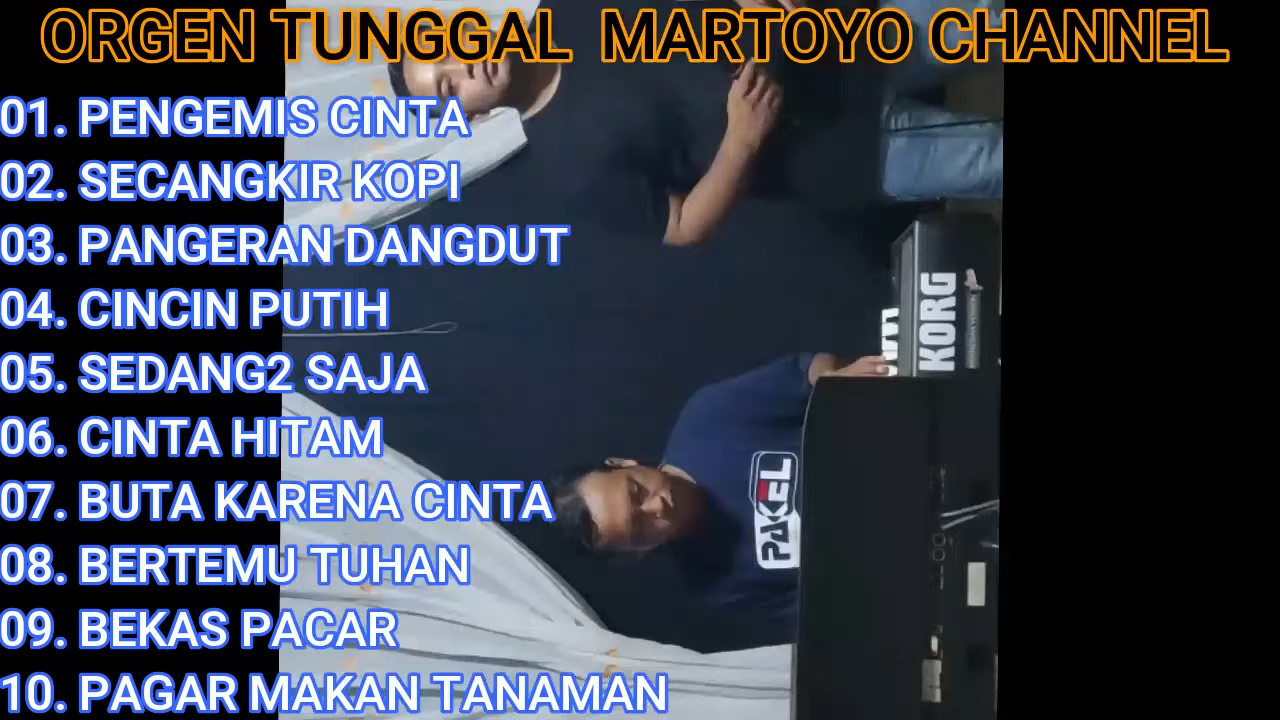 ORGEN TUNGGAL MARTOYO CHANNEL
01. PENGEMIS CINTA
02. SECANGKIR KOPI
03. PANGERAN DANGDUT
04. CINCIN PUTIH
05. SEDANG2 SAJA
06. CINTA HITAM
07. BUTA KARENA CINTA
08. BERTEMU TUHAN
09. BEKAS PACAR
10. PAGAR MAKAN TANAMAN
KORG
PAKEL